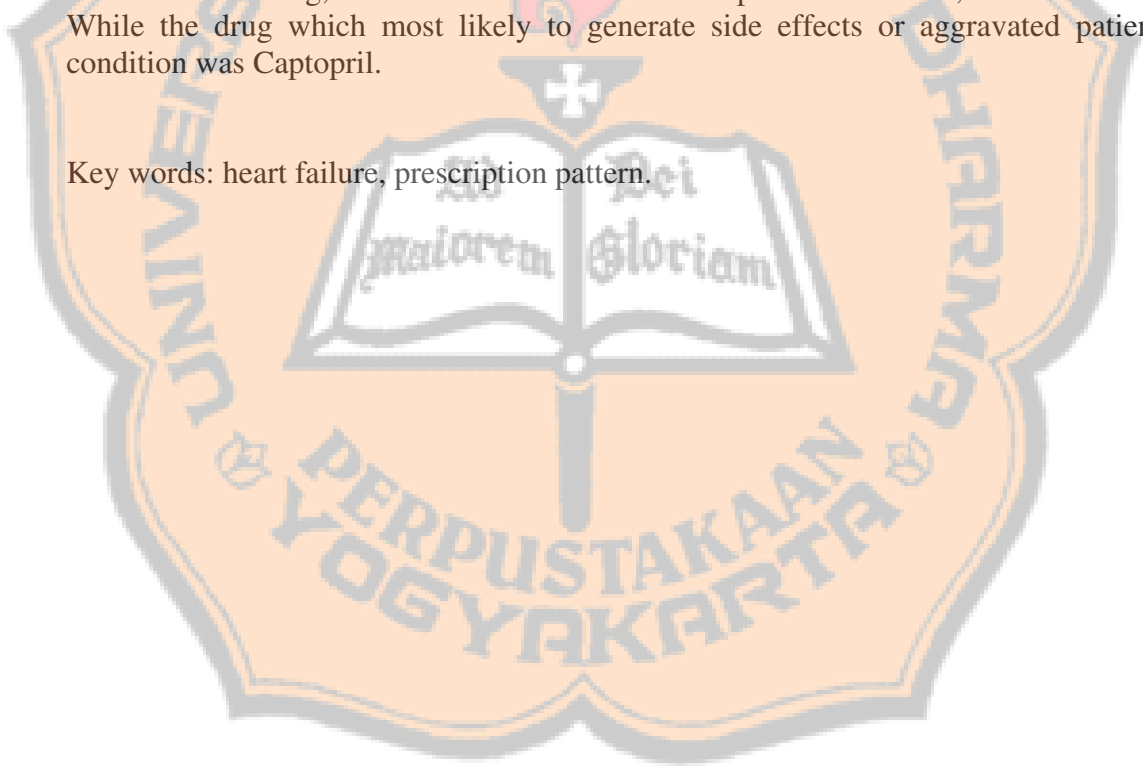 While the drug which most likely to generate side effects or aggravated
condition was Captopril.
Key words: heart failure, prescription pattern.
Ad Dei
Maiorem Gloriam
PERPUSTAKAAN
YOGYAKARTA